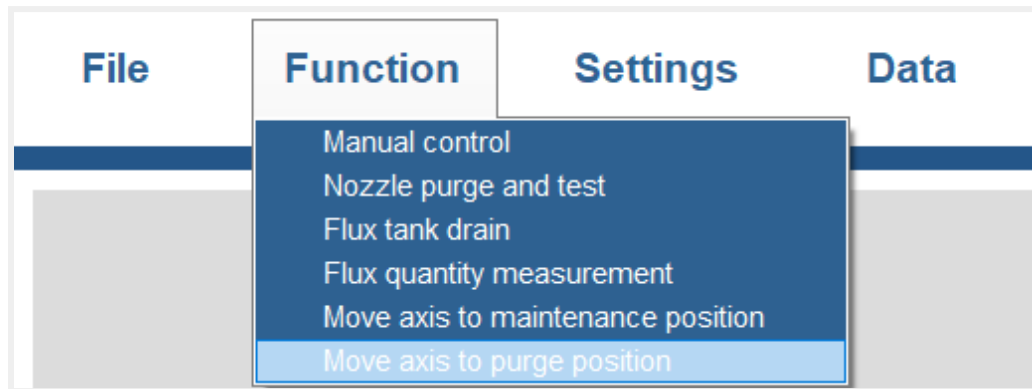 File Function Settings Data
Manual control
Nozzle purge and test
Flux tank drain
Flux quantity measurement
Move axis to maintenance position
Move axis to purge position